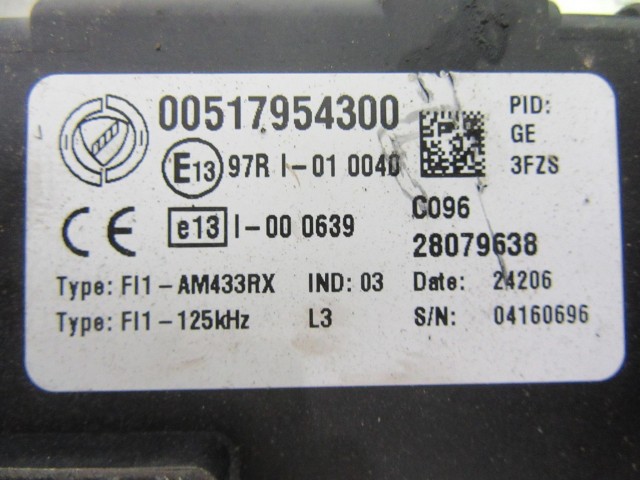 00517954300
PID:
GE
3FZS
E13 97R I-01 0040
C096
CE e13 I-00 0639
28079638
Type: FI1-AM433RX IND: 03 Date: 24206
Type: FI1-125kHz L3 S/N: 04160696